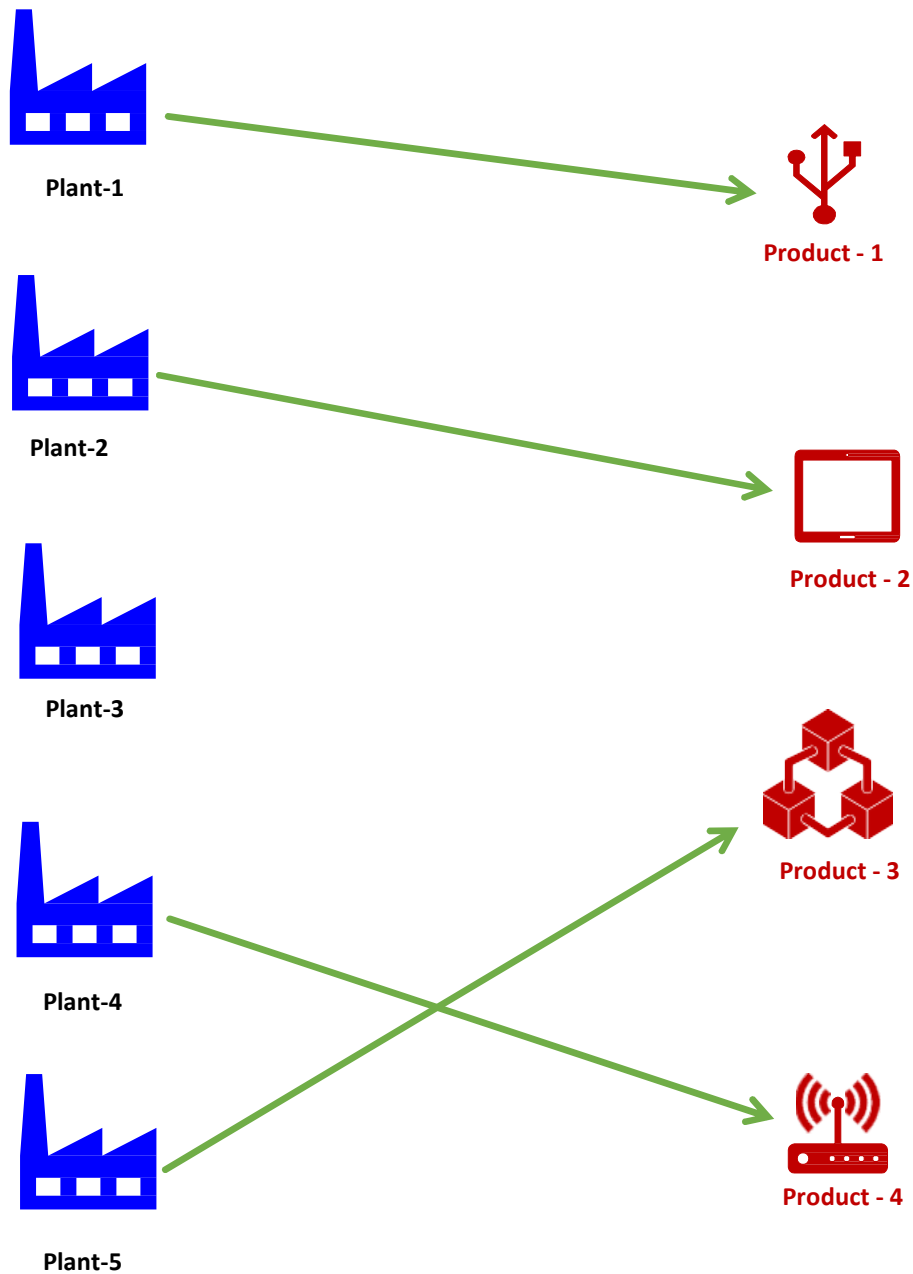 Plant-1
Product - 1
Plant-2
Product - 2
Plant-3
Product - 3
Plant-4
Product - 4
Plant-5